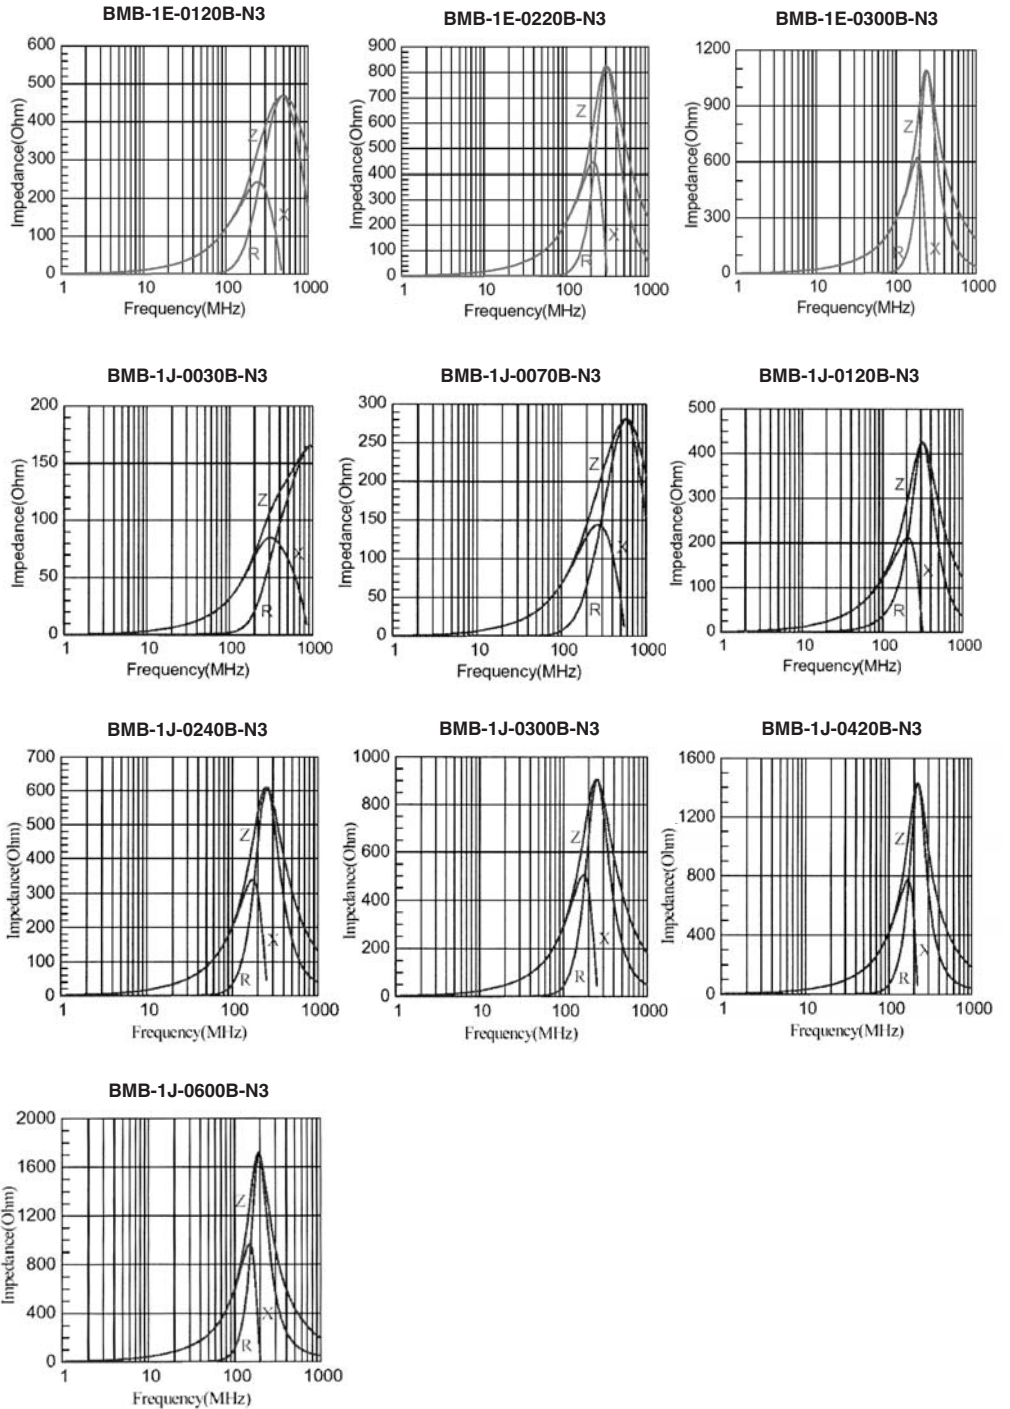 BMB-1E-0120B-N3
600
500
400
300
200
100
0
Impedance(Ohm)
Z
X
R
1 10 100 1000
Frequency(MHz)
BMB-1E-0220B-N3
900
800
700
600
500
400
300
200
100
0
Impedance(Ohm)
Z
X
R
1 10 100 1000
Frequency(MHz)
BMB-1E-0300B-N3
1200
900
600
300
0
Impedance(Ohm)
Z
R X
1 10 100 1000
Frequency(MHz)
BMB-1J-0030B-N3
200
150
100
50
0
Impedance(Ohm)
Z
X
R
1 10 100 1000
Frequency(MHz)
BMB-1J-0070B-N3
300
250
200
150
100
50
0
Impedance(Ohm)
Z
X
R
1 10 100 1000
Frequency(MHz)
BMB-1J-0120B-N3
500
400
300
200
100
0
Impedance(Ohm)
Z
X
R
1 10 100 1000
Frequency(MHz)
BMB-1J-0240B-N3
700
600
500
400
300
200
100
0
Impedance(Ohm)
Z
X
R
1 10 100 1000
Frequency(MHz)
BMB-1J-0300B-N3
1000
800
600
400
200
0
Impedance(Ohm)
Z
X
R
1 10 100 1000
Frequency(MHz)
BMB-1J-0420B-N3
1600
1200
800
400
0
Impedance(Ohm)
Z
X
R
1 10 100 1000
Frequency(MHz)
BMB-1J-0600B-N3
2000
1600
1200
800
400
0
Impedance(Ohm)
Z
X
R
1 10 100 1000
Frequency(MHz)